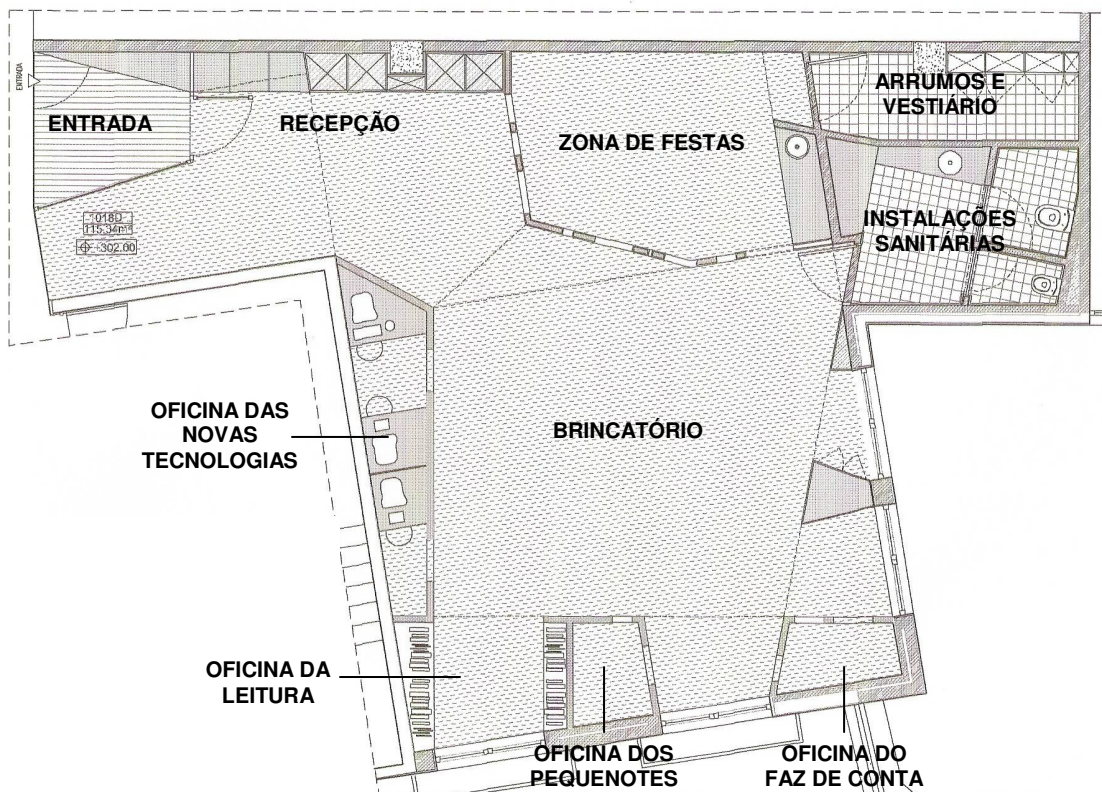 ENTRADA
ENTRADA
RECEPÇÃO
ZONA DE FESTAS
ARRUMOS E
VESTIÁRIO
INSTALAÇÕES
SANITÁRIAS
1018D
115,34m²
+302.00
OFICINA DAS
NOVAS
TECNOLOGIAS
BRINCATÓRIO
OFICINA DA
LEITURA
OFICINA DOS
PEQUENOTES
OFICINA DO
FAZ DE CONTA